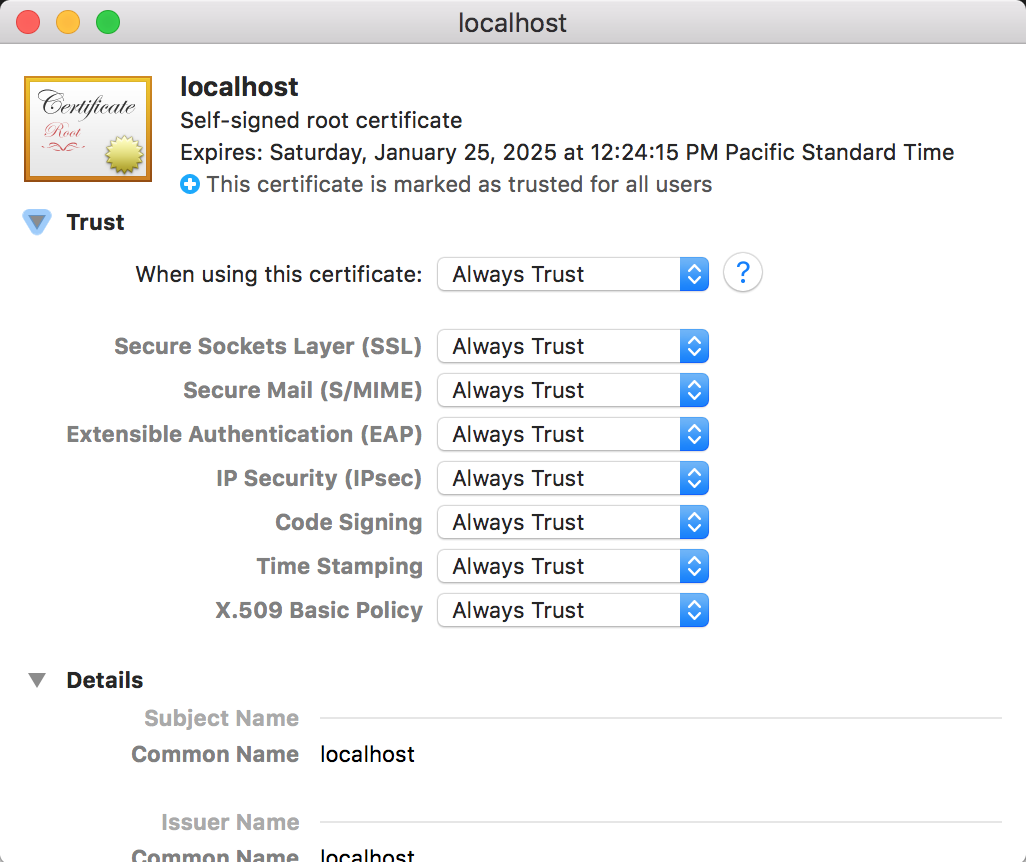 localhost
Certificate
Root
localhost
Self-signed root certificate
Expires: Saturday, January 25, 2025 at 12:24:15 PM Pacific Standard Time
This certificate is marked as trusted for all users
Trust
When using this certificate: Always Trust ?
Secure Sockets Layer (SSL) Always Trust
Secure Mail (S/MIME) Always Trust
Extensible Authentication (EAP) Always Trust
IP Security (IPsec) Always Trust
Code Signing Always Trust
Time Stamping Always Trust
X.509 Basic Policy Always Trust
Details
Subject Name
Common Name localhost
Issuer Name
Common Name localhost